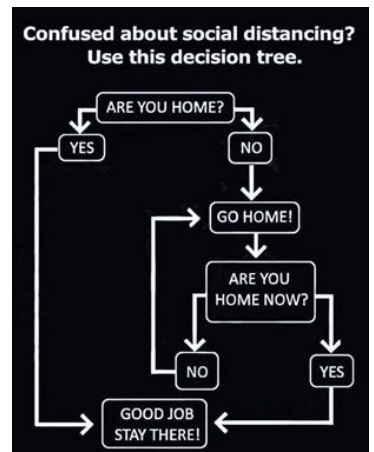 Confused about social distancing?
Use this decision tree.
ARE YOU HOME?
YES
NO
GO HOME!
ARE YOU
HOME NOW?
NO
YES
GOOD JOB
STAY THERE!